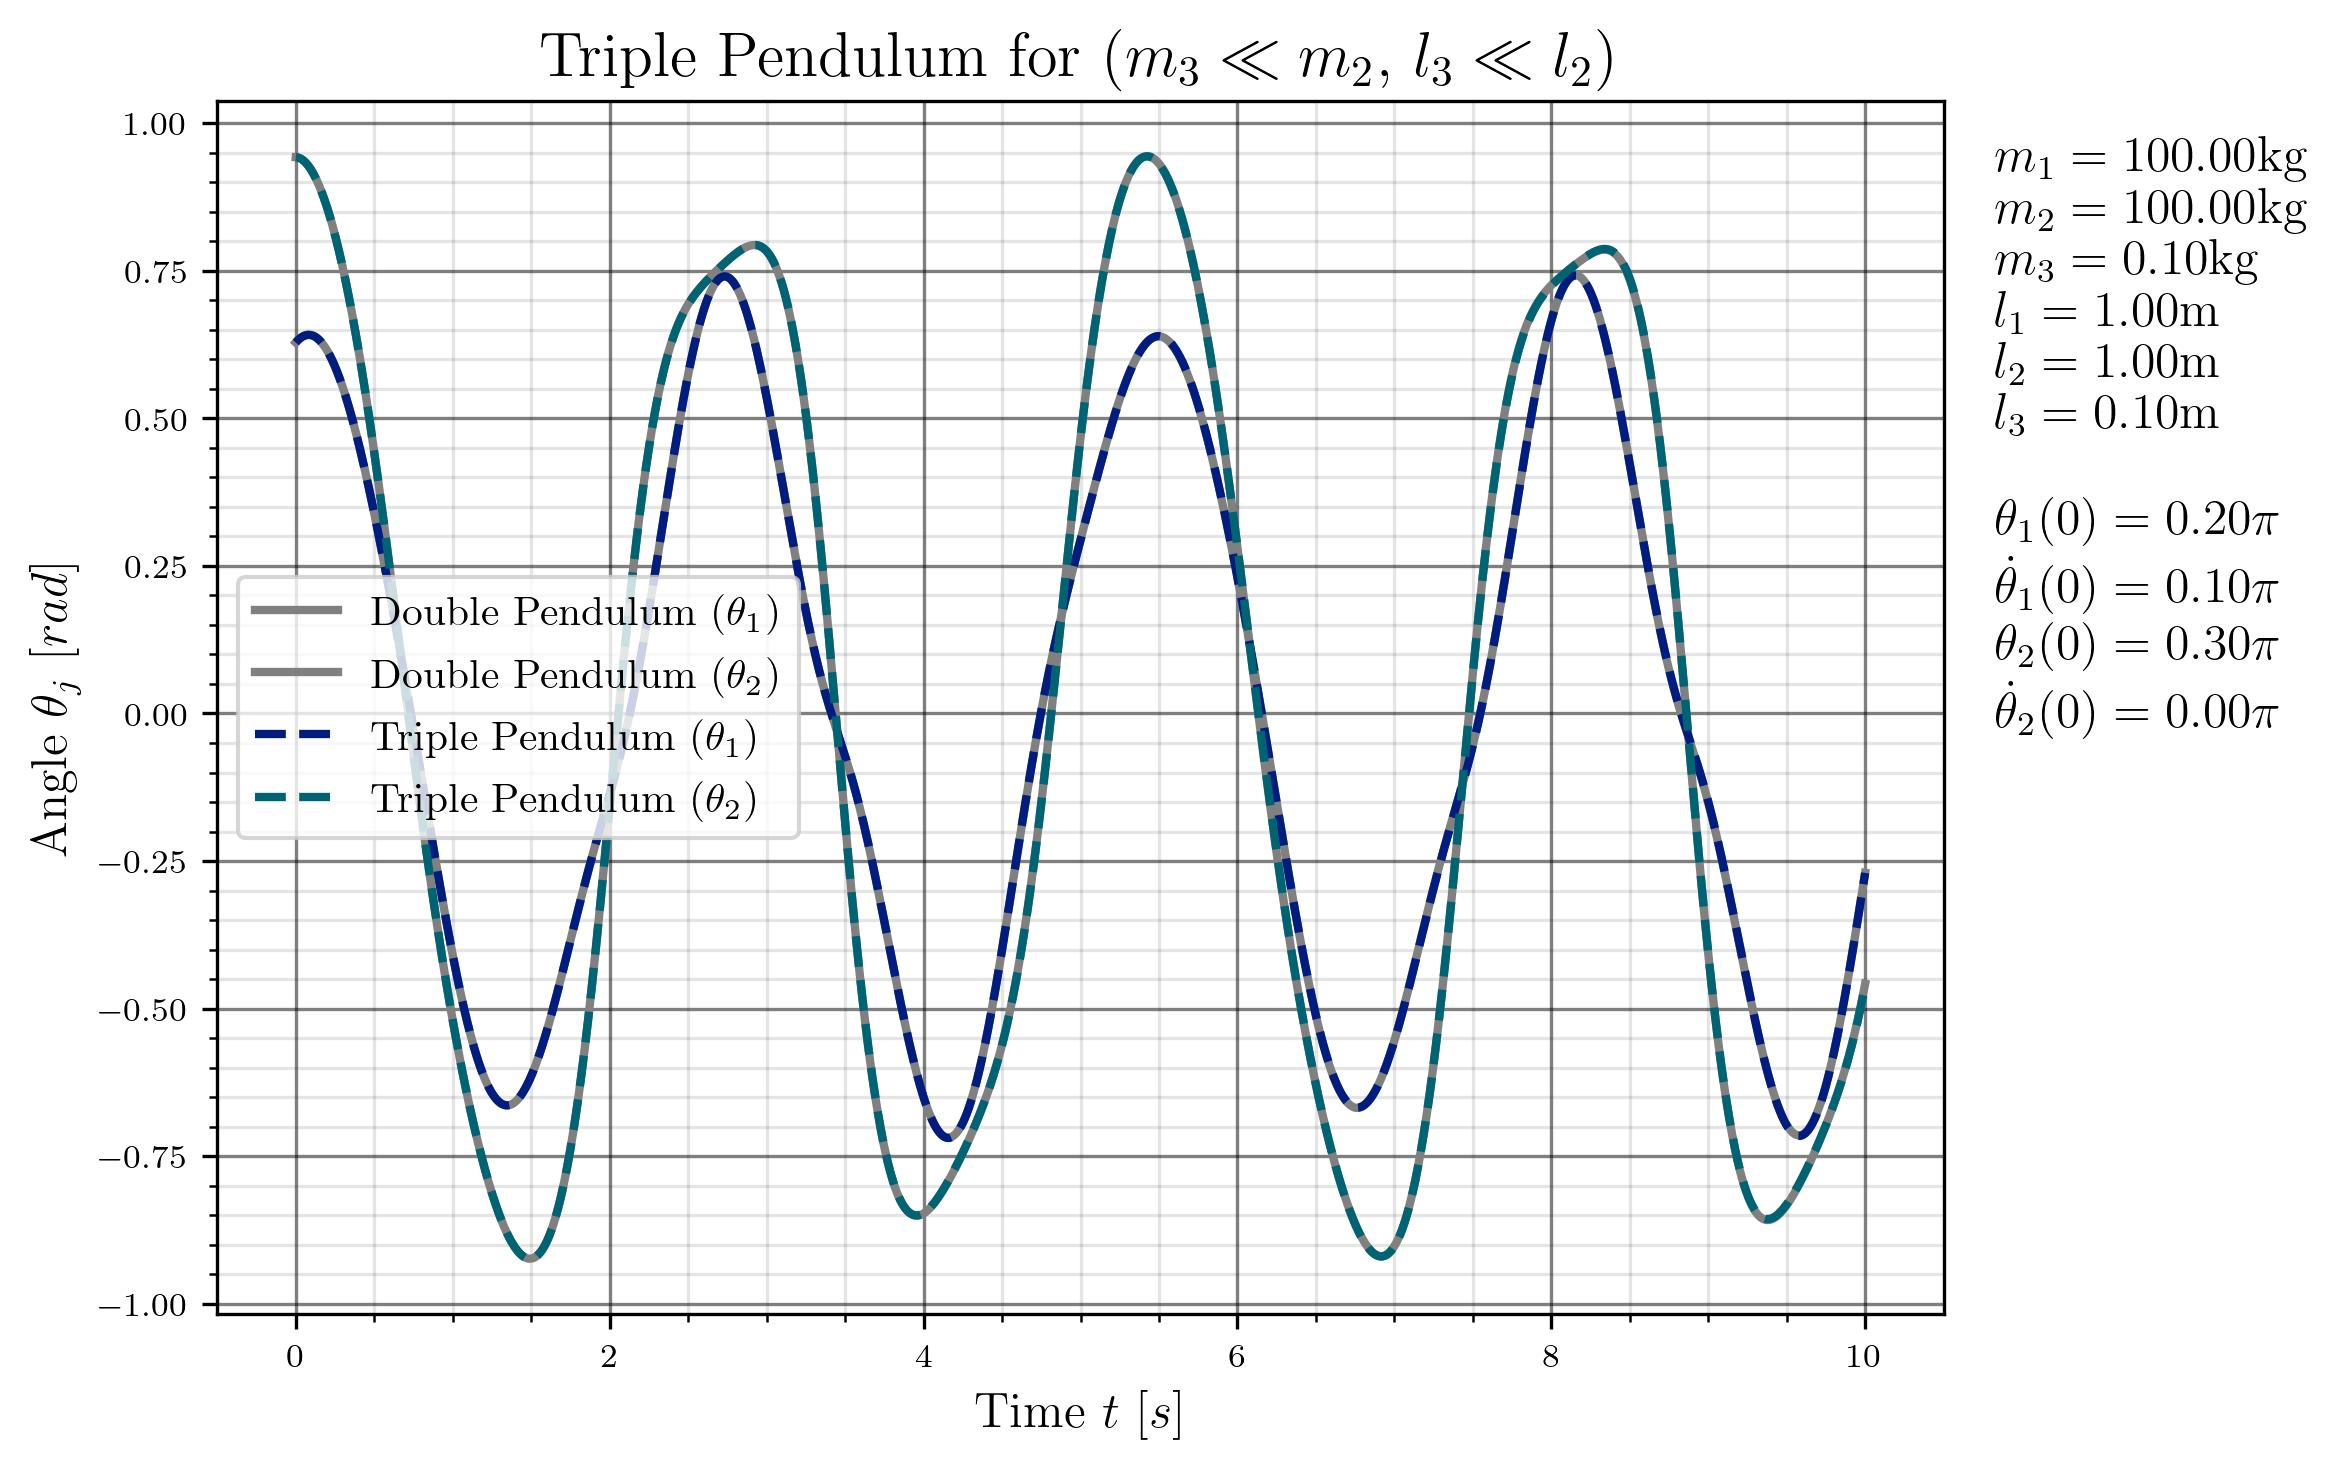 Triple Pendulum for (m₃ ≪ m₂, l₃ ≪ l₂)
1.00
0.75
0.50
0.25
0.00
−0.25
−0.50
−0.75
−1.00
Angle θⱼ [rad]
Double Pendulum (θ₁)
Double Pendulum (θ₂)
Triple Pendulum (θ₁)
Triple Pendulum (θ₂)
0 2 4 6 8 10
Time t [s]
m₁ = 100.00kg
m₂ = 100.00kg
m₃ = 0.10kg
l₁ = 1.00m
l₂ = 1.00m
l₃ = 0.10m
θ₁(0) = 0.20π
θ̇₁(0) = 0.10π
θ₂(0) = 0.30π
θ̇₂(0) = 0.00π